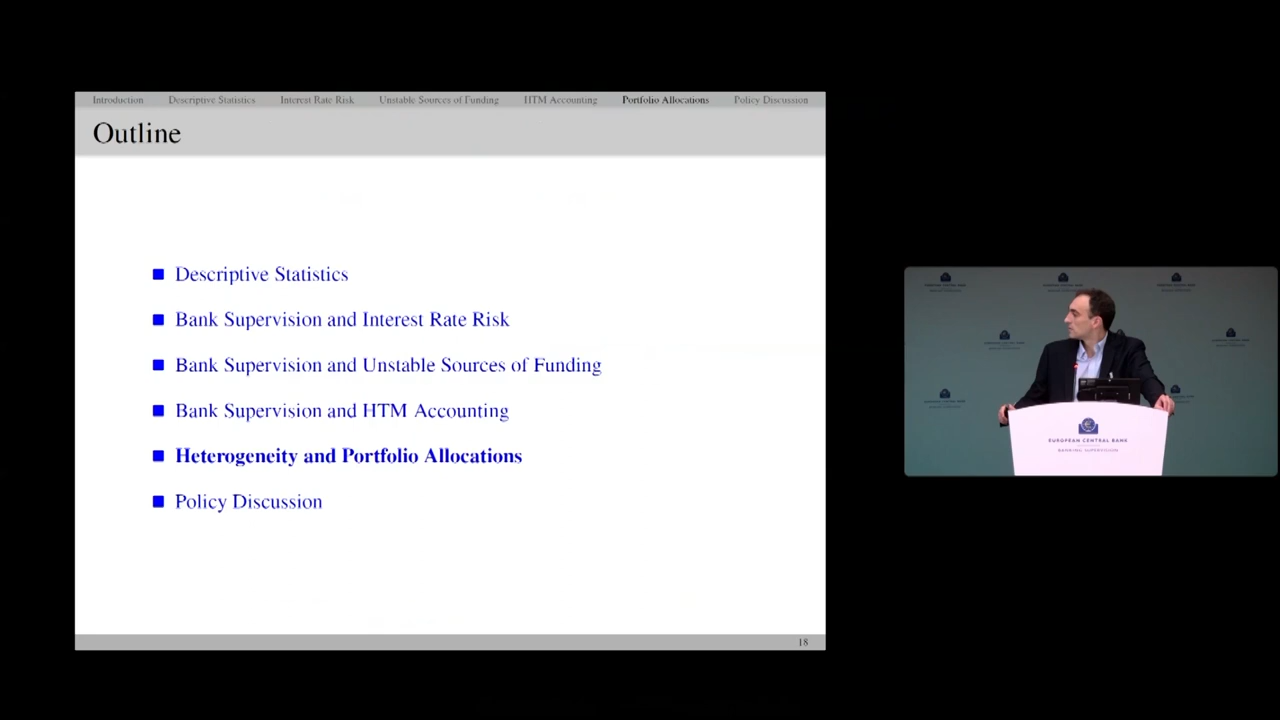 Introduction Descriptive Statistics Interest Rate Risk Unstable Sources of Funding HTM Accounting Portfolio Allocations Policy Discussion
Outline
Descriptive Statistics
Bank Supervision and Interest Rate Risk
Bank Supervision and Unstable Sources of Funding
Bank Supervision and HTM Accounting
Heterogeneity and Portfolio Allocations
Policy Discussion
18
EUROPEAN CENTRAL BANK
BANKING SUPERVISION